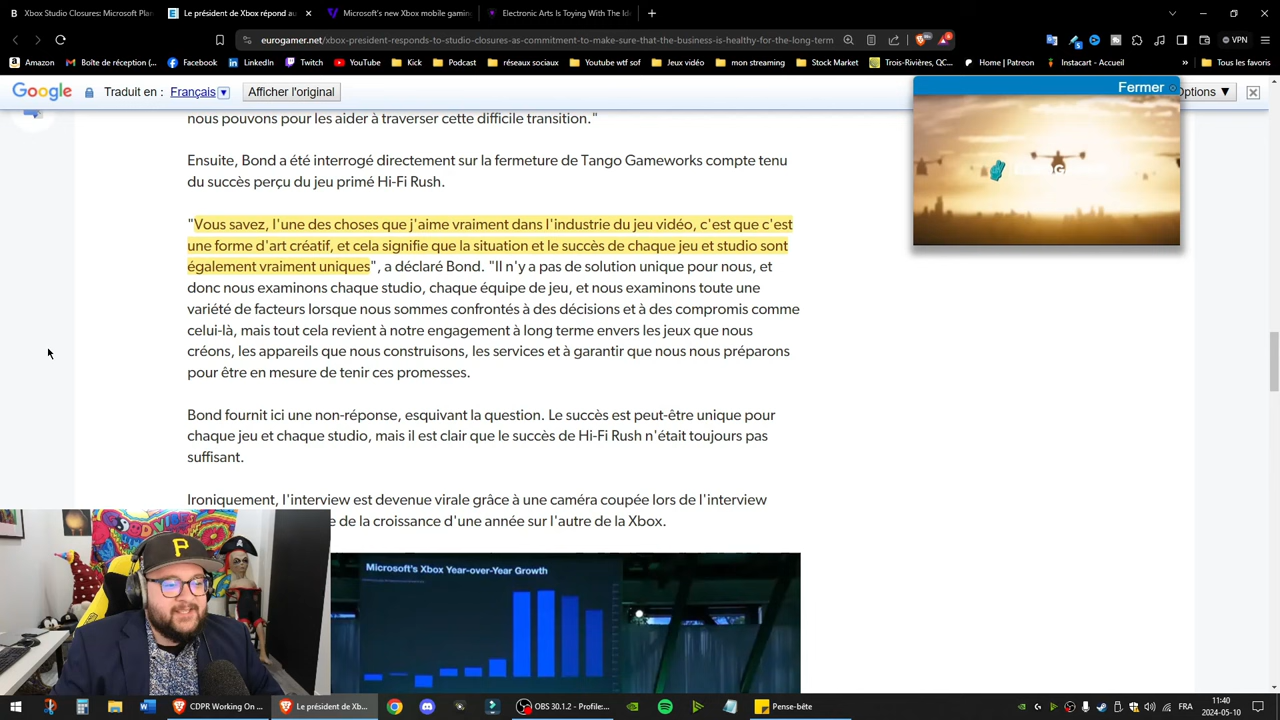 Xbox Studio Closures: Microsoft Plan
Le président de Xbox répond au
Microsoft's new Xbox mobile gaming
Electronic Arts Is Toying With The Id
eurogamer.net/xbox-president-responds-to-studio-closures-as-commitment-to-make-sure-that-the-business-is-healthy-for-the-long-term
VPN
Amazon
Boîte de réception (...
Facebook
LinkedIn
Twitch
YouTube
Kick
Podcast
réseaux sociaux
Youtube wtf sof
Jeux vidéo
mon streaming
Stock Market
Trois-Rivières, QC...
Home | Patreon
Instacart - Accueil
Tous les favoris
Google Traduit en : Français Afficher l'original
Fermer
Options
nous pouvons pour les aider à traverser cette difficile transition."
Ensuite, Bond a été interrogé directement sur la fermeture de Tango Gameworks compte tenu
du succès perçu du jeu primé Hi-Fi Rush.
"Vous savez, l'une des choses que j'aime vraiment dans l'industrie du jeu vidéo, c'est que c'est
une forme d'art créatif, et cela signifie que la situation et le succès de chaque jeu et studio sont
également vraiment uniques", a déclaré Bond. "Il n'y a pas de solution unique pour nous, et
donc nous examinons chaque studio, chaque équipe de jeu, et nous examinons toute une
variété de facteurs lorsque nous sommes confrontés à des décisions et à des compromis comme
celui-là, mais tout cela revient à notre engagement à long terme envers les jeux que nous
créons, les appareils que nous construisons, les services et à garantir que nous nous préparons
pour être en mesure de tenir ces promesses.
Bond fournit ici une non-réponse, esquivant la question. Le succès est peut-être unique pour
chaque jeu et chaque studio, mais il est clair que le succès de Hi-Fi Rush n'était toujours pas
suffisant.
Ironiquement, l'interview est devenue virale grâce à une caméra coupée lors de l'interview
de la croissance d'une année sur l'autre de la Xbox.
Microsoft's Xbox Year-over-Year Growth
P
A
CDPR Working On ...
Le président de Xb...
OBS 30.1.2 - Profile:...
Pense-bête
FRA
11:40
2024-05-10